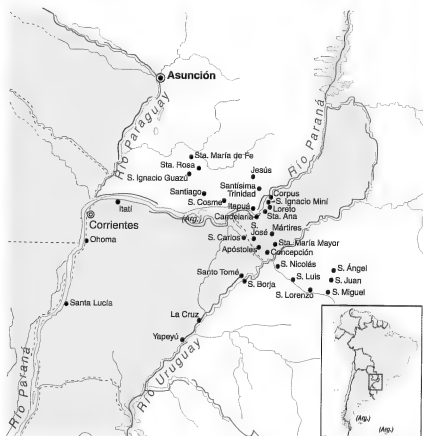 Asunción
Río Paraguay
Río Paraná
Sta. María de Fe
Sta. Rosa
S. Ignacio Guazú
Jesús
Santiago
Santísima
Trinidad
S. Cosme
Itapuá
Corpus
S. Ignacio Miní
Loreto
Sta. Ana
Candelaria
Itatí
(Arg.)
Corrientes
Ohoma
S. Carlos
S.
José
Mártires
Apóstoles
Sta. María Mayor
Concepción
S. Nicolás
Santo Tomé
S. Borja
S. Luis
S. Lorenzo
S. Ángel
S. Juan
S. Miguel
Santa Lucía
La Cruz
Yapeyú
Río Paraná
Río Uruguay
(Arg.)
(Arg.)